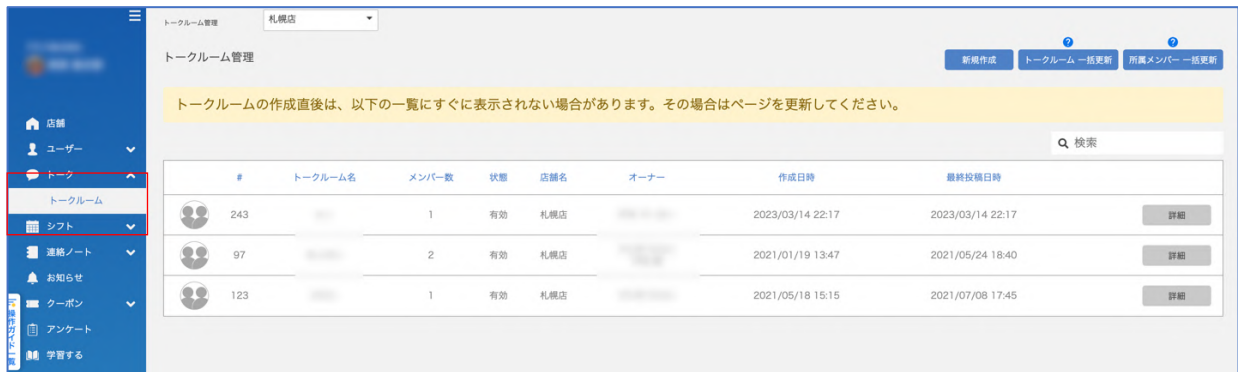 トークルーム管理
札幌店
トークルーム管理
新規作成
トークルーム 一括更新
所属メンバー 一括更新
トークルームの作成直後は、以下の一覧にすぐに表示されない場合があります。その場合はページを更新してください。
検索
店舗
ユーザー
トーク
トークルーム
シフト
連絡ノート
お知らせ
クーポン
アンケート
学習する
操作ガイド一覧
# トークルーム名 メンバー数 状態 店舗名 オーナー 作成日時 最終投稿日時
243 1 有効 札幌店 2023/03/14 22:17 2023/03/14 22:17 詳細
97 2 有効 札幌店 2021/01/19 13:47 2021/05/24 18:40 詳細
123 1 有効 札幌店 2021/05/18 15:15 2021/07/08 17:45 詳細